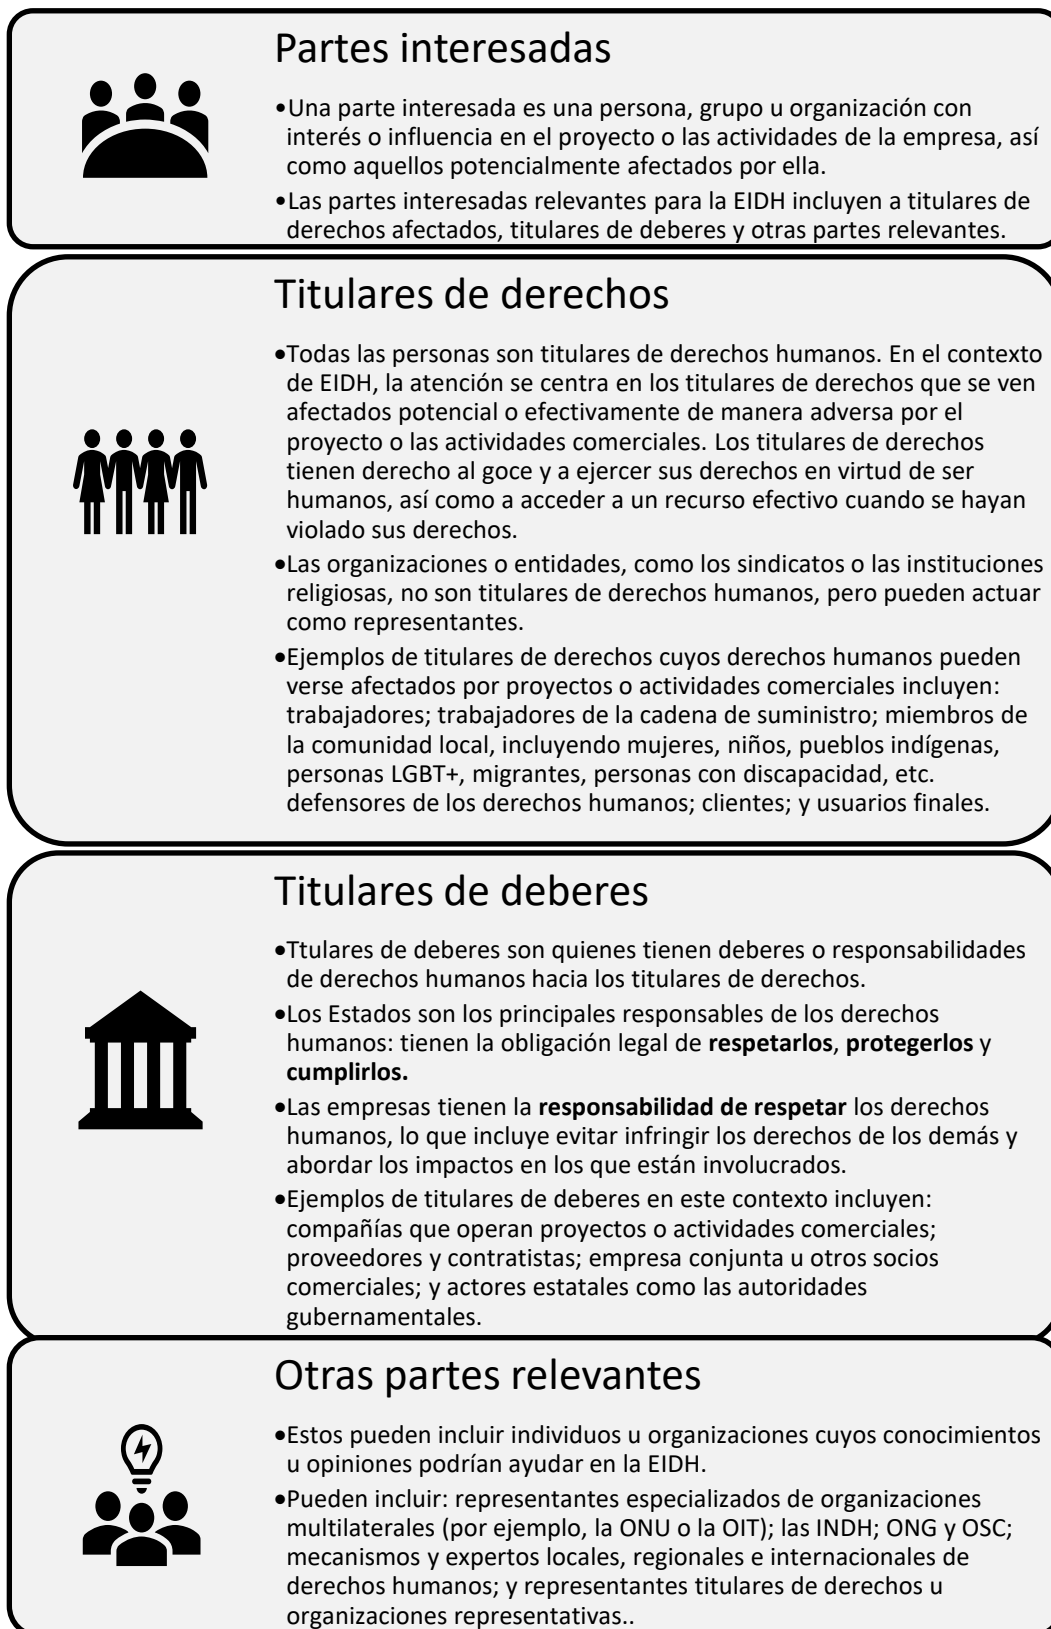 Partes interesadas
•Una parte interesada es una persona, grupo u organización con
interés o influencia en el proyecto o las actividades de la empresa, así
como aquellos potencialmente afectados por ella.
•Las partes interesadas relevantes para la EIDH incluyen a titulares de
derechos afectados, titulares de deberes y otras partes relevantes.
Titulares de derechos
•Todas las personas son titulares de derechos humanos. En el contexto
de EIDH, la atención se centra en los titulares de derechos que se ven
afectados potencial o efectivamente de manera adversa por el
proyecto o las actividades comerciales. Los titulares de derechos
tienen derecho al goce y a ejercer sus derechos en virtud de ser
humanos, así como a acceder a un recurso efectivo cuando se hayan
violado sus derechos.
•Las organizaciones o entidades, como los sindicatos o las instituciones
religiosas, no son titulares de derechos humanos, pero pueden actuar
como representantes.
•Ejemplos de titulares de derechos cuyos derechos humanos pueden
verse afectados por proyectos o actividades comerciales incluyen:
trabajadores; trabajadores de la cadena de suministro; miembros de
la comunidad local, incluyendo mujeres, niños, pueblos indígenas,
personas LGBT+, migrantes, personas con discapacidad, etc.
defensores de los derechos humanos; clientes; y usuarios finales.
Titulares de deberes
•Ttulares de deberes son quienes tienen deberes o responsabilidades
de derechos humanos hacia los titulares de derechos.
•Los Estados son los principales responsables de los derechos
humanos: tienen la obligación legal de respetarlos, protegerlos y
cumplirlos.
•Las empresas tienen la responsabilidad de respetar los derechos
humanos, lo que incluye evitar infringir los derechos de los demás y
abordar los impactos en los que están involucrados.
•Ejemplos de titulares de deberes en este contexto incluyen:
compañías que operan proyectos o actividades comerciales;
proveedores y contratistas; empresa conjunta u otros socios
comerciales; y actores estatales como las autoridades
gubernamentales.
Otras partes relevantes
•Estos pueden incluir individuos u organizaciones cuyos conocimientos
u opiniones podrían ayudar en la EIDH.
•Pueden incluir: representantes especializados de organizaciones
multilaterales (por ejemplo, la ONU o la OIT); las INDH; ONG y OSC;
mecanismos y expertos locales, regionales e internacionales de
derechos humanos; y representantes titulares de derechos u
organizaciones representativas..